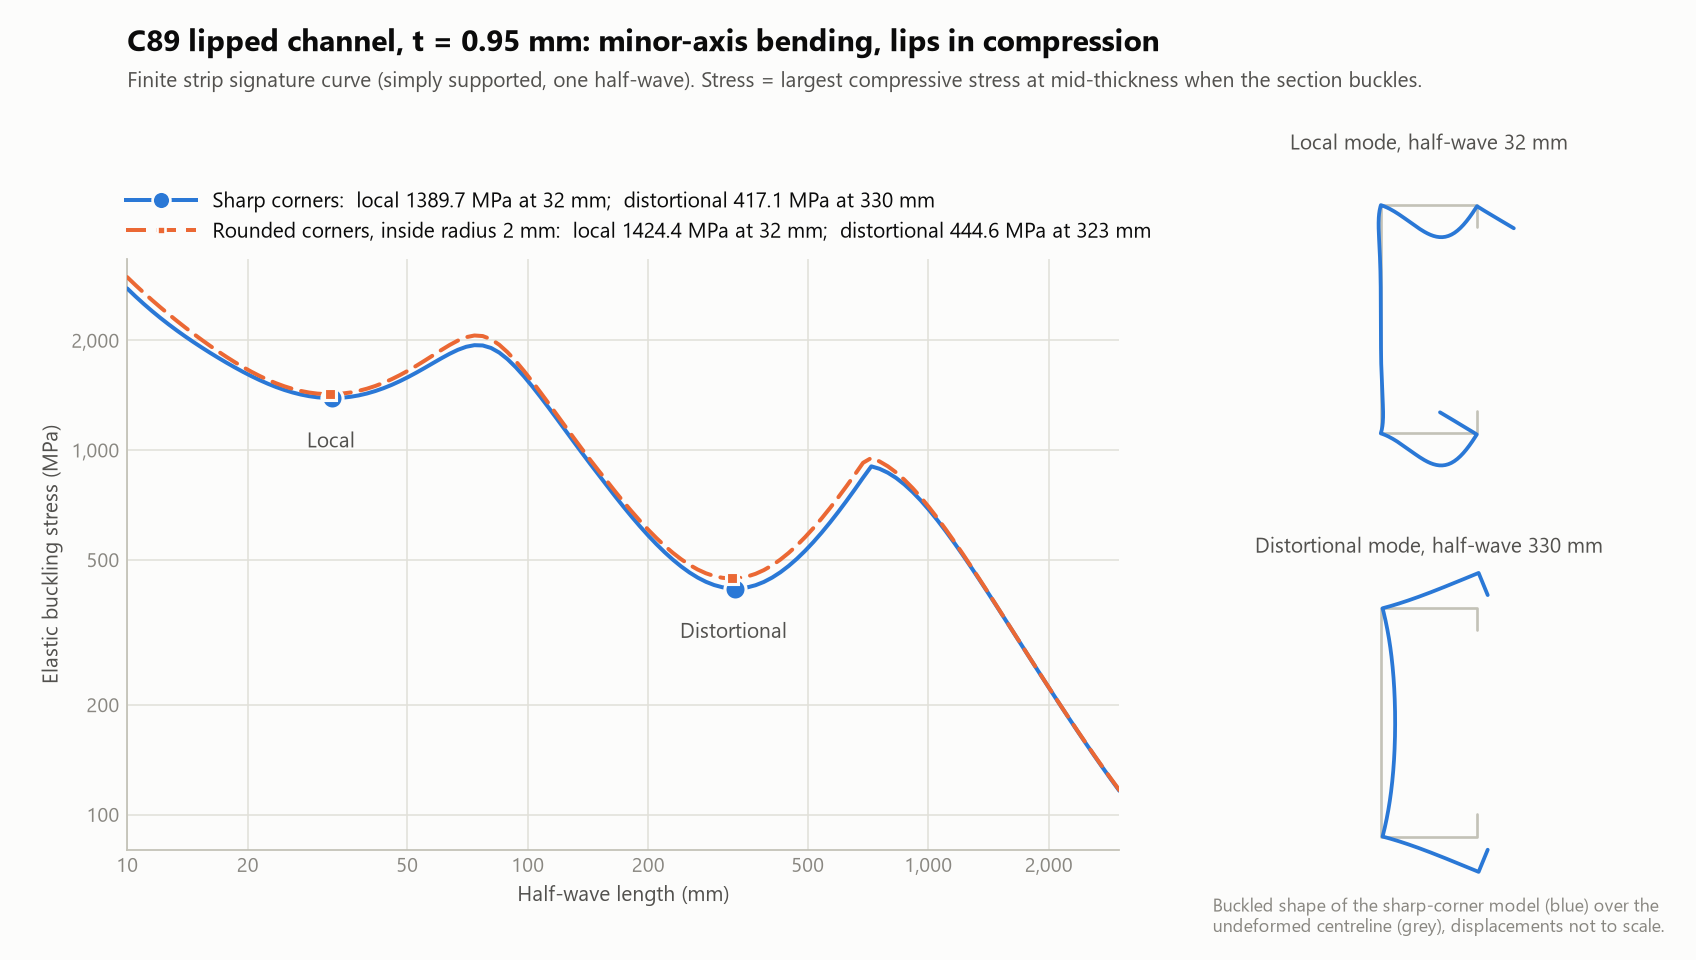 C89 lipped channel, t = 0.95 mm: minor-axis bending, lips in compression
Finite strip signature curve (simply supported, one half-wave). Stress = largest compressive stress at mid-thickness when the section buckles.
Sharp corners:  local 1389.7 MPa at 32 mm;  distortional 417.1 MPa at 330 mm
Rounded corners, inside radius 2 mm:  local 1424.4 MPa at 32 mm;  distortional 444.6 MPa at 323 mm
Elastic buckling stress (MPa)
2,000
1,000
500
200
100
Local
Distortional
10
20
50
100
200
500
1,000
2,000
Half-wave length (mm)
Local mode, half-wave 32 mm
Distortional mode, half-wave 330 mm
Buckled shape of the sharp-corner model (blue) over the
undeformed centreline (grey), displacements not to scale.